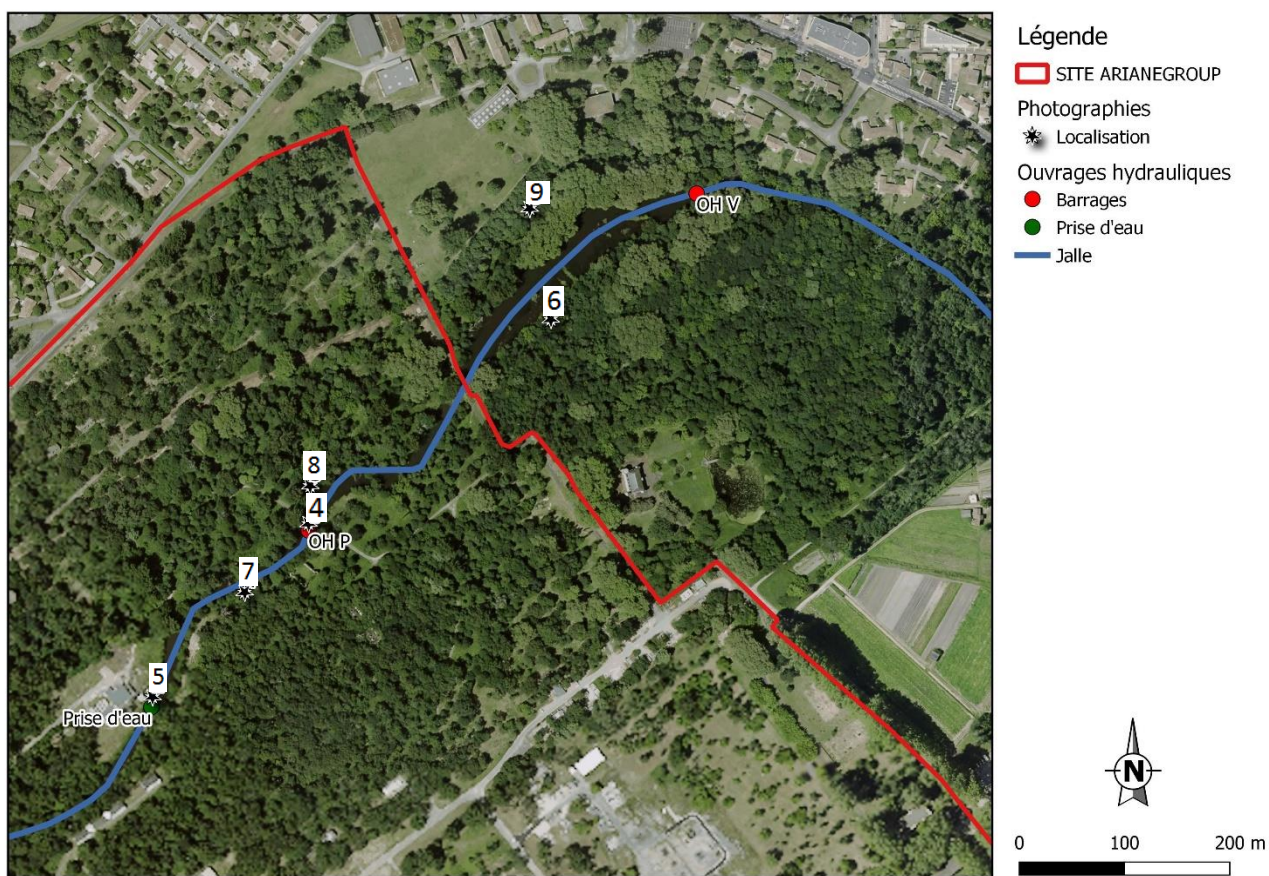 Légende
SITE ARIANEGROUP
Photographies
Localisation
Ouvrages hydrauliques
Barrages
Prise d'eau
Jalle
9
OH V
6
8
4
OH P
7
5
Prise d'eau
N
0 100 200 m